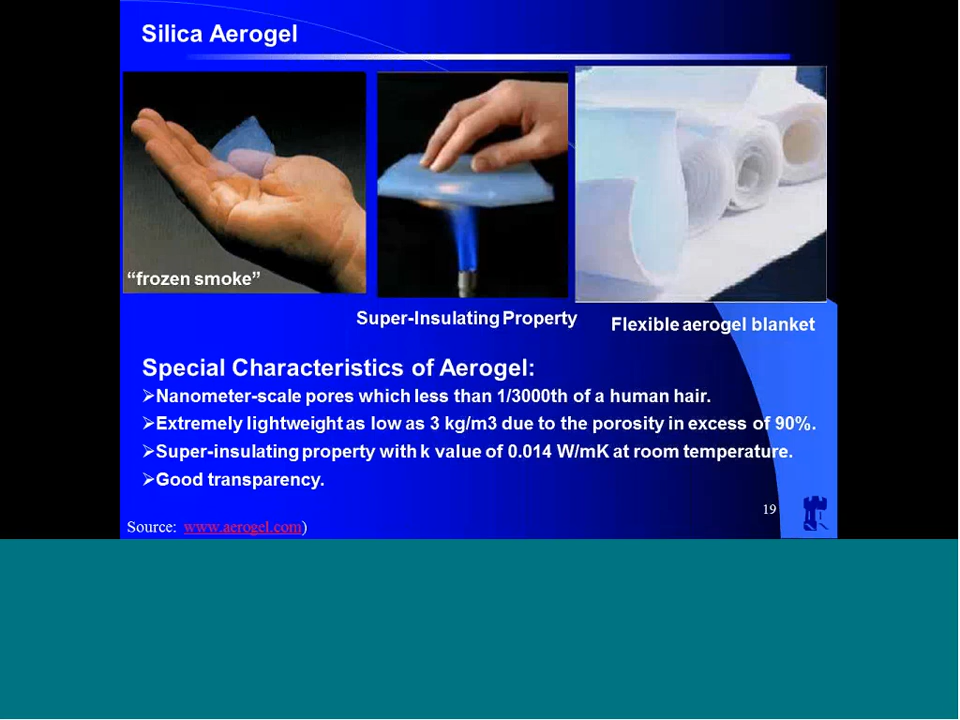 Silica Aerogel
“frozen smoke”
Super-Insulating Property
Flexible aerogel blanket
Special Characteristics of Aerogel:
➢Nanometer-scale pores which less than 1/3000th of a human hair.
➢Extremely lightweight as low as 3 kg/m3 due to the porosity in excess of 90%.
➢Super-insulating property with k value of 0.014 W/mK at room temperature.
➢Good transparency.
19
Source: www.aerogel.com)